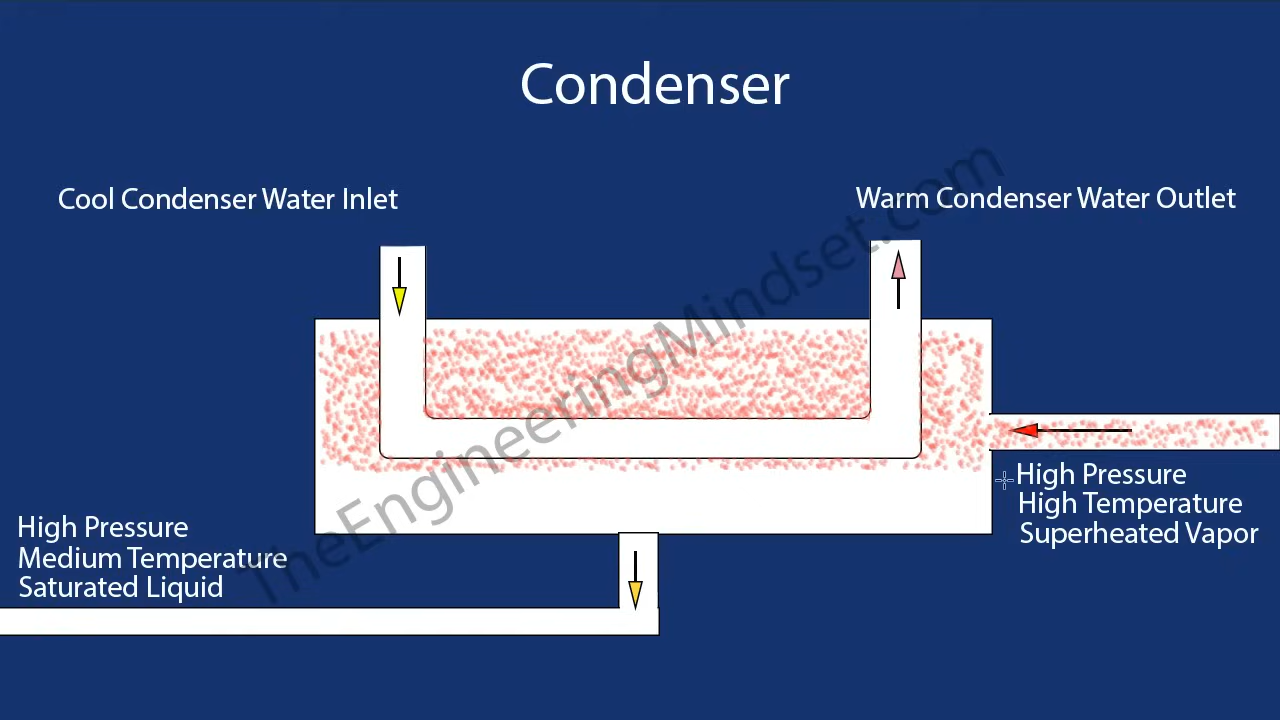 Condenser
Cool Condenser Water Inlet
Warm Condenser Water Outlet
TheEngineeringMindset.com
High Pressure
High Temperature
Superheated Vapor
High Pressure
Medium Temperature
Saturated Liquid